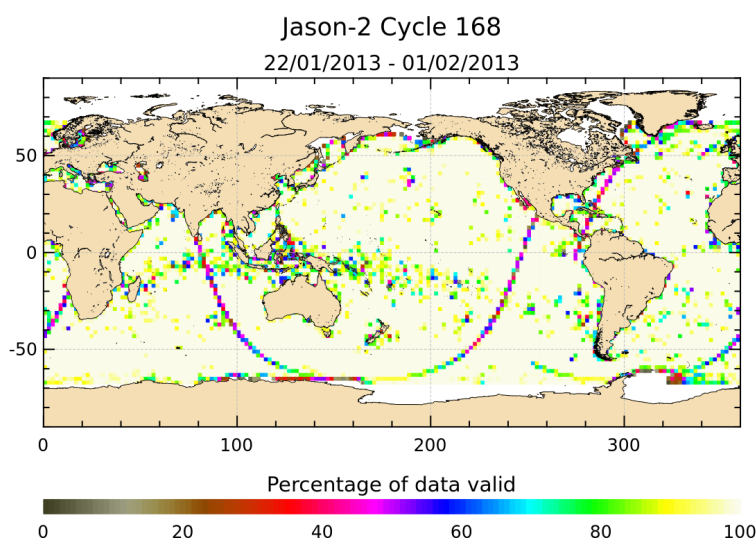 Jason-2 Cycle 168
22/01/2013 - 01/02/2013
50
0
-50
0 100 200 300
Percentage of data valid
0 20 40 60 80 100